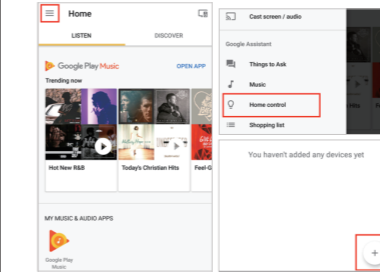 Home
LISTEN
DISCOVER
Google Play Music
OPEN APP
Trending now
Hot New R&B
Today's Christian Hits
Feel-G
MY MUSIC & AUDIO APPS
Google Play
Music
Cast screen / audio
Google Assistant
Things to Ask
Music
Home control
Shopping list
You haven't added any devices yet
+